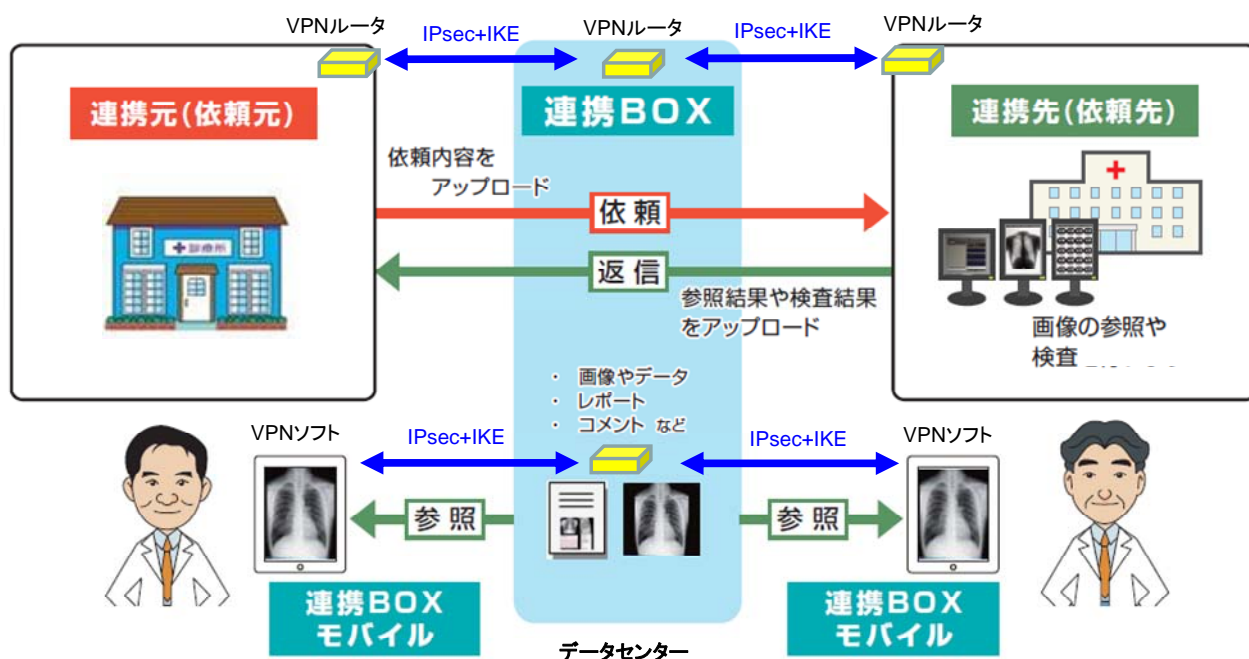 VPNルータ
IPsec+IKE
VPNルータ
IPsec+IKE
VPNルータ
連携元(依頼元)
連携BOX
連携先(依頼先)
依頼内容を
アップロード
依頼
診療所
返信
参照結果や検査結果
をアップロード
画像の参照や
検査
・ 画像やデータ
・ レポート
・ コメント など
VPNソフト
IPsec+IKE
IPsec+IKE
VPNソフト
参照
参照
連携BOX
モバイル
連携BOX
モバイル
データセンター